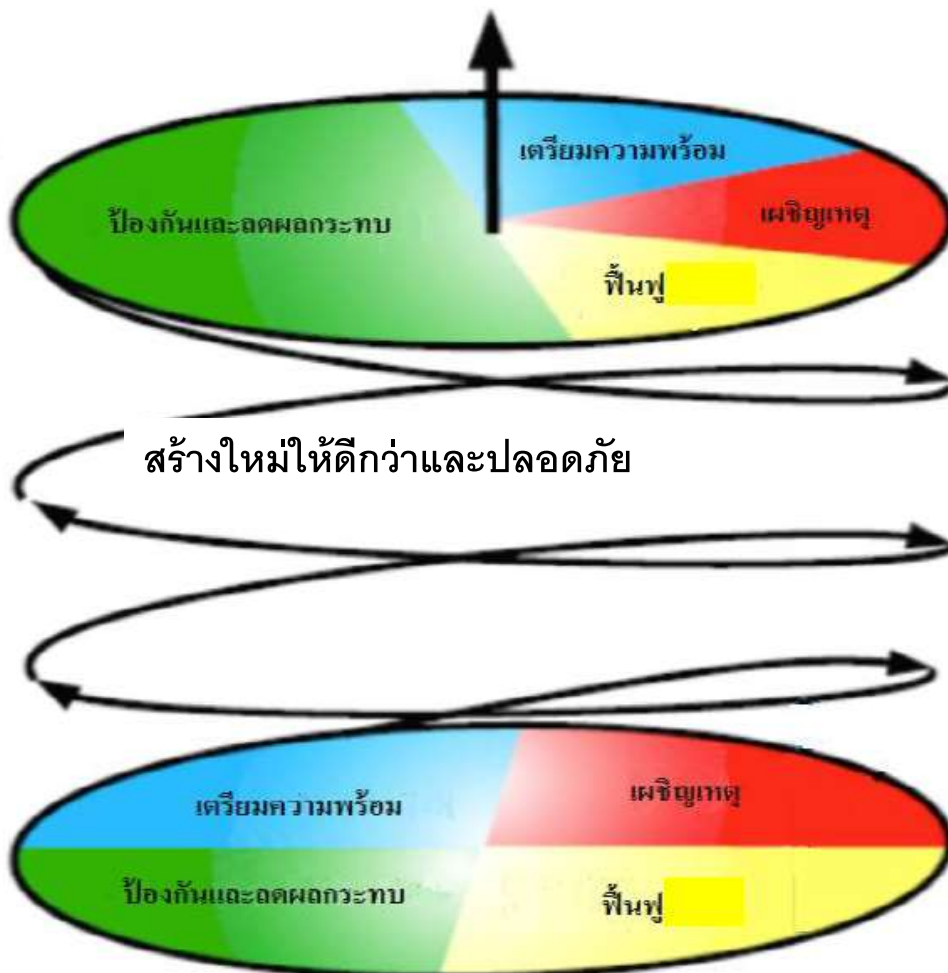 เตรียมความพร้อม
ป้องกันและลดผลกระทบ
เผชิญเหตุ
ฟื้นฟู
สร้างใหม่ให้ดีกว่าและปลอดภัย
เตรียมความพร้อม
เผชิญเหตุ
ป้องกันและลดผลกระทบ
ฟื้นฟู